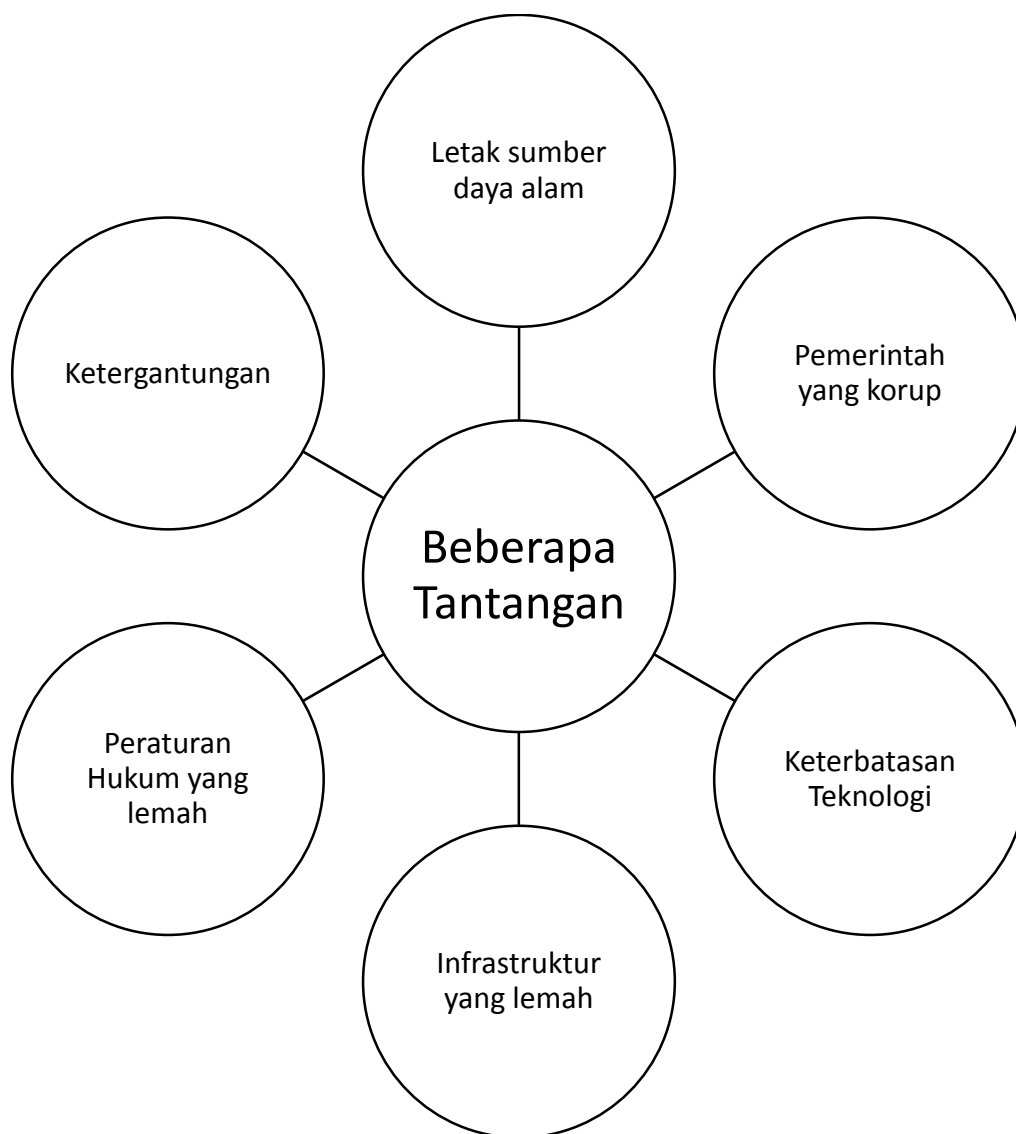 Letak sumber
daya alam
Pemerintah
yang korup
Keterbatasan
Teknologi
Infrastruktur
yang lemah
Peraturan
Hukum yang
lemah
Ketergantungan
Beberapa
Tantangan